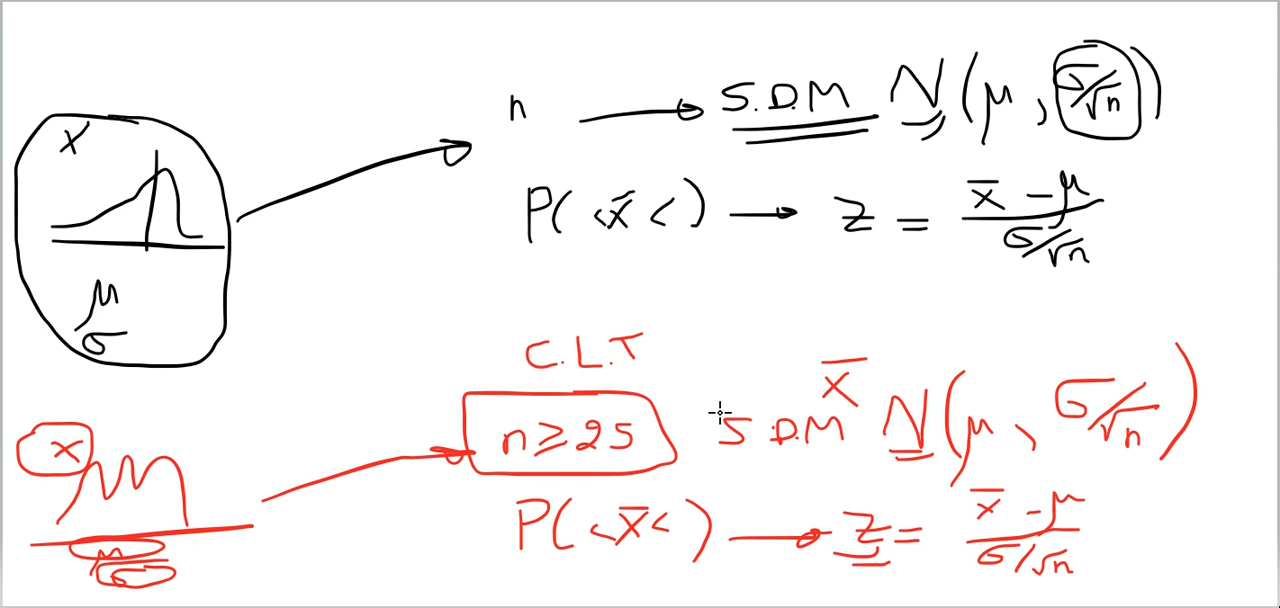 n → S.D.M N(μ, σ/√n)
x
P( <x̄< ) → z = x̄ - μ / σ/√n
μ
σ
C.L.T
x̄
n ≥ 25 S.D.M N(μ, σ/√n)
x
P( <x̄< ) → z = x̄ - μ / σ/√n
μ
σ